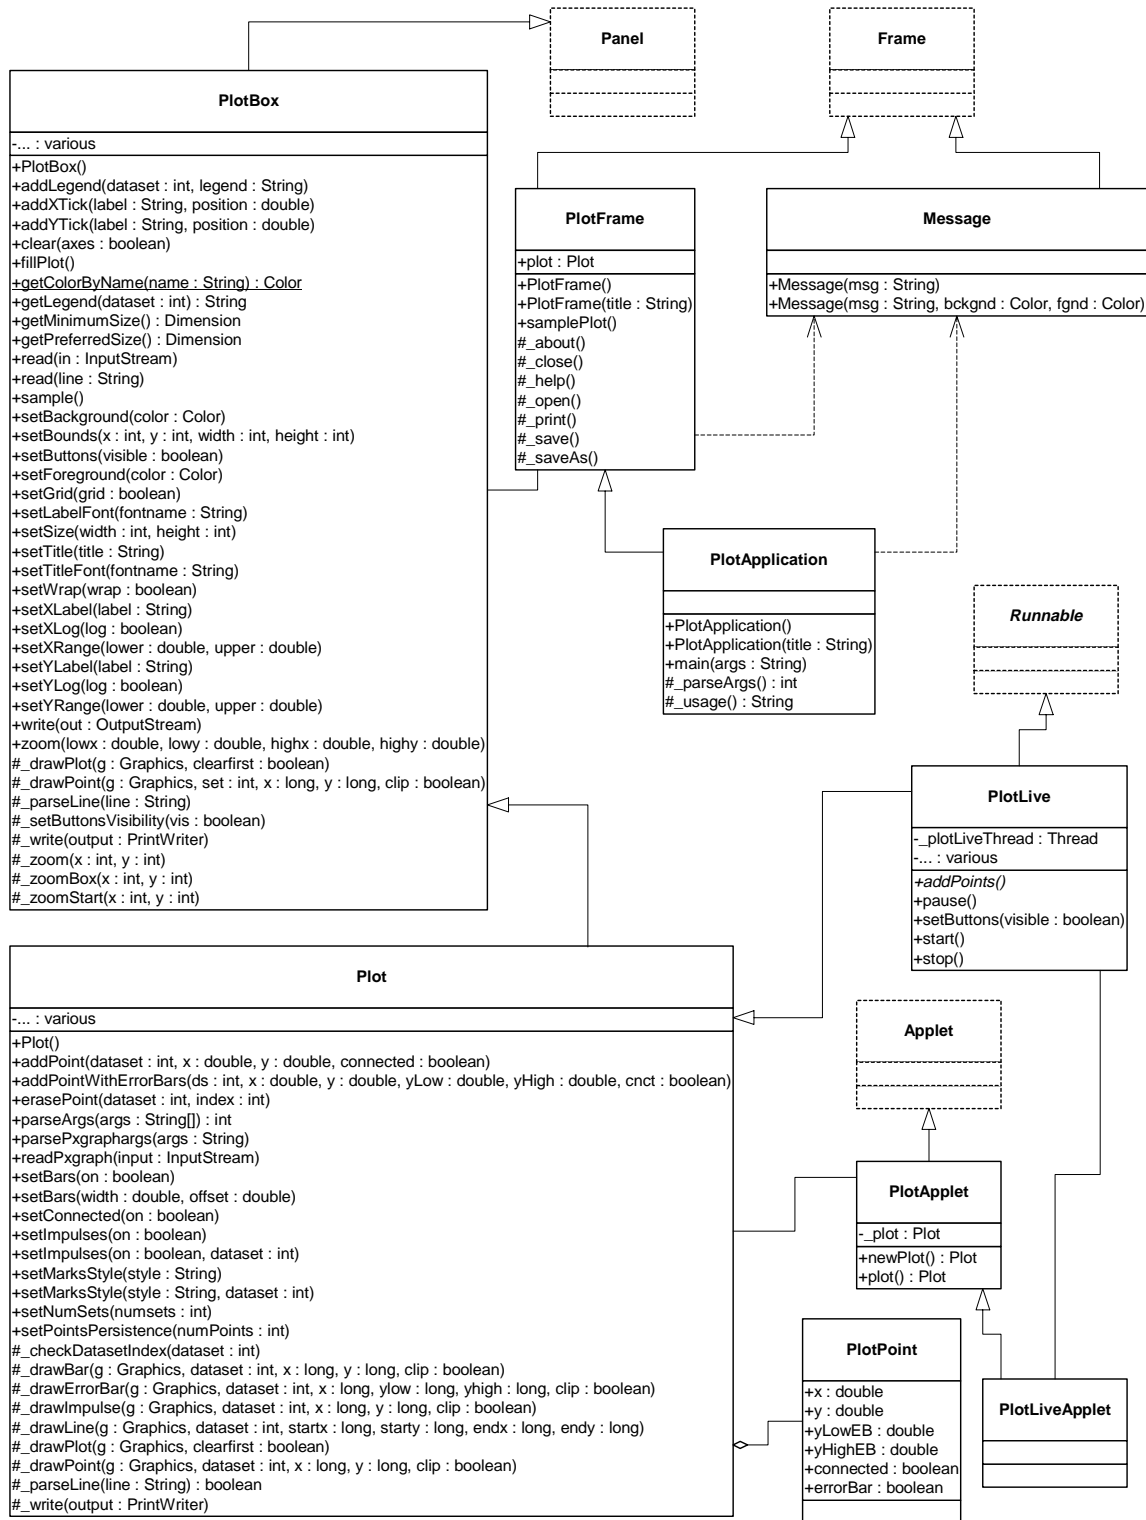 Panel
Frame
PlotBox
-... : various
+PlotBox()
+addLegend(dataset : int, legend : String)
+addXTick(label : String, position : double)
+addYTick(label : String, position : double)
+clear(axes : boolean)
+fillPlot()
+getColorByName(name : String) : Color
+getLegend(dataset : int) : String
+getMinimumSize() : Dimension
+getPreferredSize() : Dimension
+read(in : InputStream)
+read(line : String)
+sample()
+setBackground(color : Color)
+setBounds(x : int, y : int, width : int, height : int)
+setButtons(visible : boolean)
+setForeground(color : Color)
+setGrid(grid : boolean)
+setLabelFont(fontname : String)
+setSize(width : int, height : int)
+setTitle(title : String)
+setTitleFont(fontname : String)
+setWrap(wrap : boolean)
+setXLabel(label : String)
+setXLog(log : boolean)
+setXRange(lower : double, upper : double)
+setYLabel(label : String)
+setYLog(log : boolean)
+setYRange(lower : double, upper : double)
+write(out : OutputStream)
+zoom(lowx : double, lowy : double, highx : double, highy : double)
#_drawPlot(g : Graphics, clearfirst : boolean)
#_drawPoint(g : Graphics, set : int, x : long, y : long, clip : boolean)
#_parseLine(line : String)
#_setButtonsVisibility(vis : boolean)
#_write(output : PrintWriter)
#_zoom(x : int, y : int)
#_zoomBox(x : int, y : int)
#_zoomStart(x : int, y : int)
PlotFrame
+plot : Plot
+PlotFrame()
+PlotFrame(title : String)
+samplePlot()
#_about()
#_close()
#_help()
#_open()
#_print()
#_save()
#_saveAs()
Message
+Message(msg : String)
+Message(msg : String, bckgnd : Color, fgnd : Color)
PlotApplication
+PlotApplication()
+PlotApplication(title : String)
+main(args : String)
#_parseArgs() : int
#_usage() : String
Runnable
PlotLive
-_plotLiveThread : Thread
-... : various
+addPoints()
+pause()
+setButtons(visible : boolean)
+start()
+stop()
Plot
-... : various
+Plot()
+addPoint(dataset : int, x : double, y : double, connected : boolean)
+addPointWithErrorBars(ds : int, x : double, y : double, yLow : double, yHigh : double, cnct : boolean)
+erasePoint(dataset : int, index : int)
+parseArgs(args : String[]) : int
+parsePxgraphargs(args : String)
+readPxgraph(input : InputStream)
+setBars(on : boolean)
+setBars(width : double, offset : double)
+setConnected(on : boolean)
+setImpulses(on : boolean)
+setImpulses(on : boolean, dataset : int)
+setMarksStyle(style : String)
+setMarksStyle(style : String, dataset : int)
+setNumSets(numsets : int)
+setPointsPersistence(numPoints : int)
#_checkDatasetIndex(dataset : int)
#_drawBar(g : Graphics, dataset : int, x : long, y : long, clip : boolean)
#_drawErrorBar(g : Graphics, dataset : int, x : long, ylow : long, yhigh : long, clip : boolean)
#_drawImpulse(g : Graphics, dataset : int, x : long, y : long, clip : boolean)
#_drawLine(g : Graphics, dataset : int, startx : long, starty : long, endx : long, endy : long)
#_drawPlot(g : Graphics, clearfirst : boolean)
#_drawPoint(g : Graphics, dataset : int, x : long, y : long, clip : boolean)
#_parseLine(line : String) : boolean
#_write(output : PrintWriter)
Applet
PlotApplet
-_plot : Plot
+newPlot() : Plot
+plot() : Plot
PlotPoint
+x : double
+y : double
+yLowEB : double
+yHighEB : double
+connected : boolean
+errorBar : boolean
PlotLiveApplet